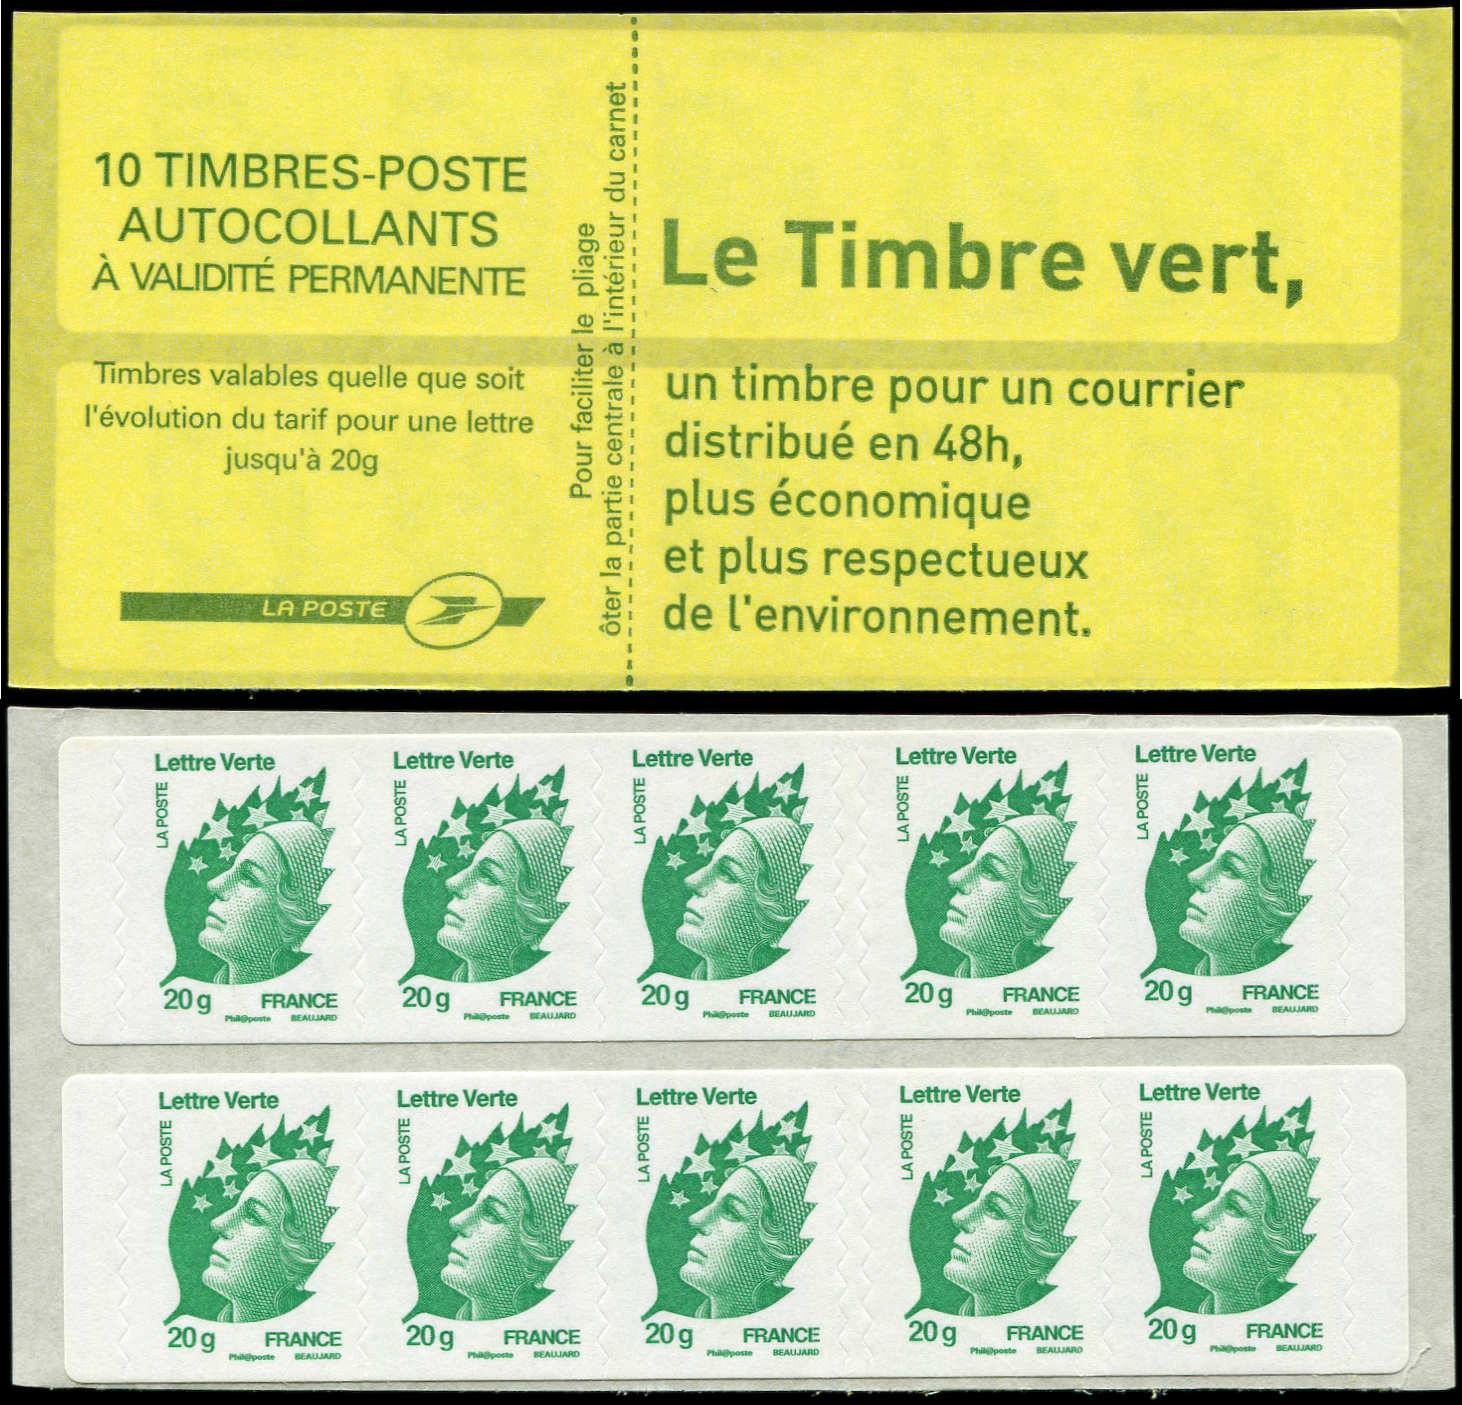 10 TIMBRES-POSTE
AUTOCOLLANTS
À VALIDITÉ PERMANENTE
Timbres valables quelle que soit
l'évolution du tarif pour une lettre
jusqu'à 20g
LA POSTE
Pour faciliter le pliage
ôter la partie centrale à l'intérieur du carnet
Le Timbre vert,
un timbre pour un courrier
distribué en 48h,
plus économique
et plus respectueux
de l'environnement.
Lettre Verte
LA POSTE
20 g FRANCE
Phil@poste BEAUJARD
Lettre Verte
LA POSTE
20 g FRANCE
Phil@poste BEAUJARD
Lettre Verte
LA POSTE
20 g FRANCE
Phil@poste BEAUJARD
Lettre Verte
LA POSTE
20 g FRANCE
Phil@poste BEAUJARD
Lettre Verte
LA POSTE
20 g FRANCE
Phil@poste BEAUJARD
Lettre Verte
LA POSTE
20 g FRANCE
Phil@poste BEAUJARD
Lettre Verte
LA POSTE
20 g FRANCE
Phil@poste BEAUJARD
Lettre Verte
LA POSTE
20 g FRANCE
Phil@poste BEAUJARD
Lettre Verte
LA POSTE
20 g FRANCE
Phil@poste BEAUJARD
Lettre Verte
LA POSTE
20 g FRANCE
Phil@poste BEAUJARD